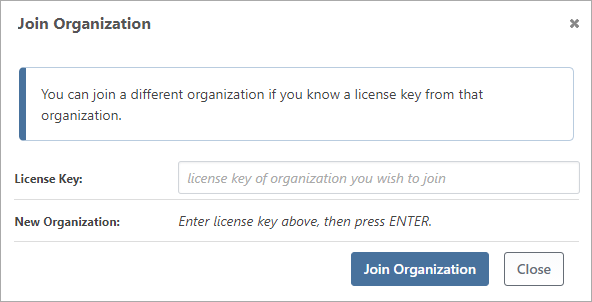 Join Organization
You can join a different organization if you know a license key from that
organization.
License Key: license key of organization you wish to join
New Organization: Enter license key above, then press ENTER.
Join Organization Close